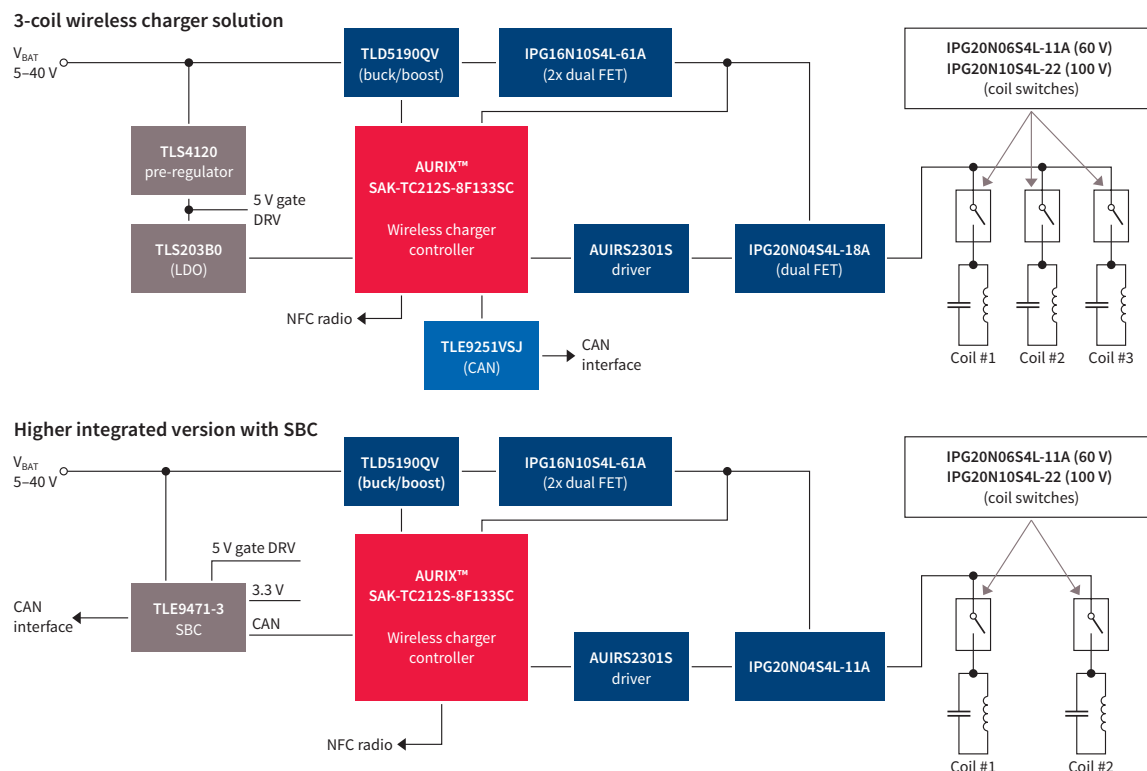 3-coil wireless charger solution
VBAT
5–40 V
TLD5190QV
(buck/boost)
IPG16N10S4L-61A
(2x dual FET)
IPG20N06S4L-11A (60 V)
IPG20N10S4L-22 (100 V)
(coil switches)
TLS4120
pre-regulator
5 V gate
DRV
TLS203B0
(LDO)
AURIX™
SAK-TC212S-8F133SC
Wireless charger
controller
AUIRS2301S
driver
IPG20N04S4L-18A
(dual FET)
NFC radio
TLE9251VSJ
(CAN)
CAN
interface
Coil #1
Coil #2
Coil #3
Higher integrated version with SBC
VBAT
5–40 V
TLD5190QV
(buck/boost)
IPG16N10S4L-61A
(2x dual FET)
IPG20N06S4L-11A (60 V)
IPG20N10S4L-22 (100 V)
(coil switches)
5 V gate DRV
3.3 V
CAN
CAN
interface
TLE9471-3
SBC
AURIX™
SAK-TC212S-8F133SC
Wireless charger
controller
AUIRS2301S
driver
IPG20N04S4L-11A
NFC radio
Coil #1
Coil #2